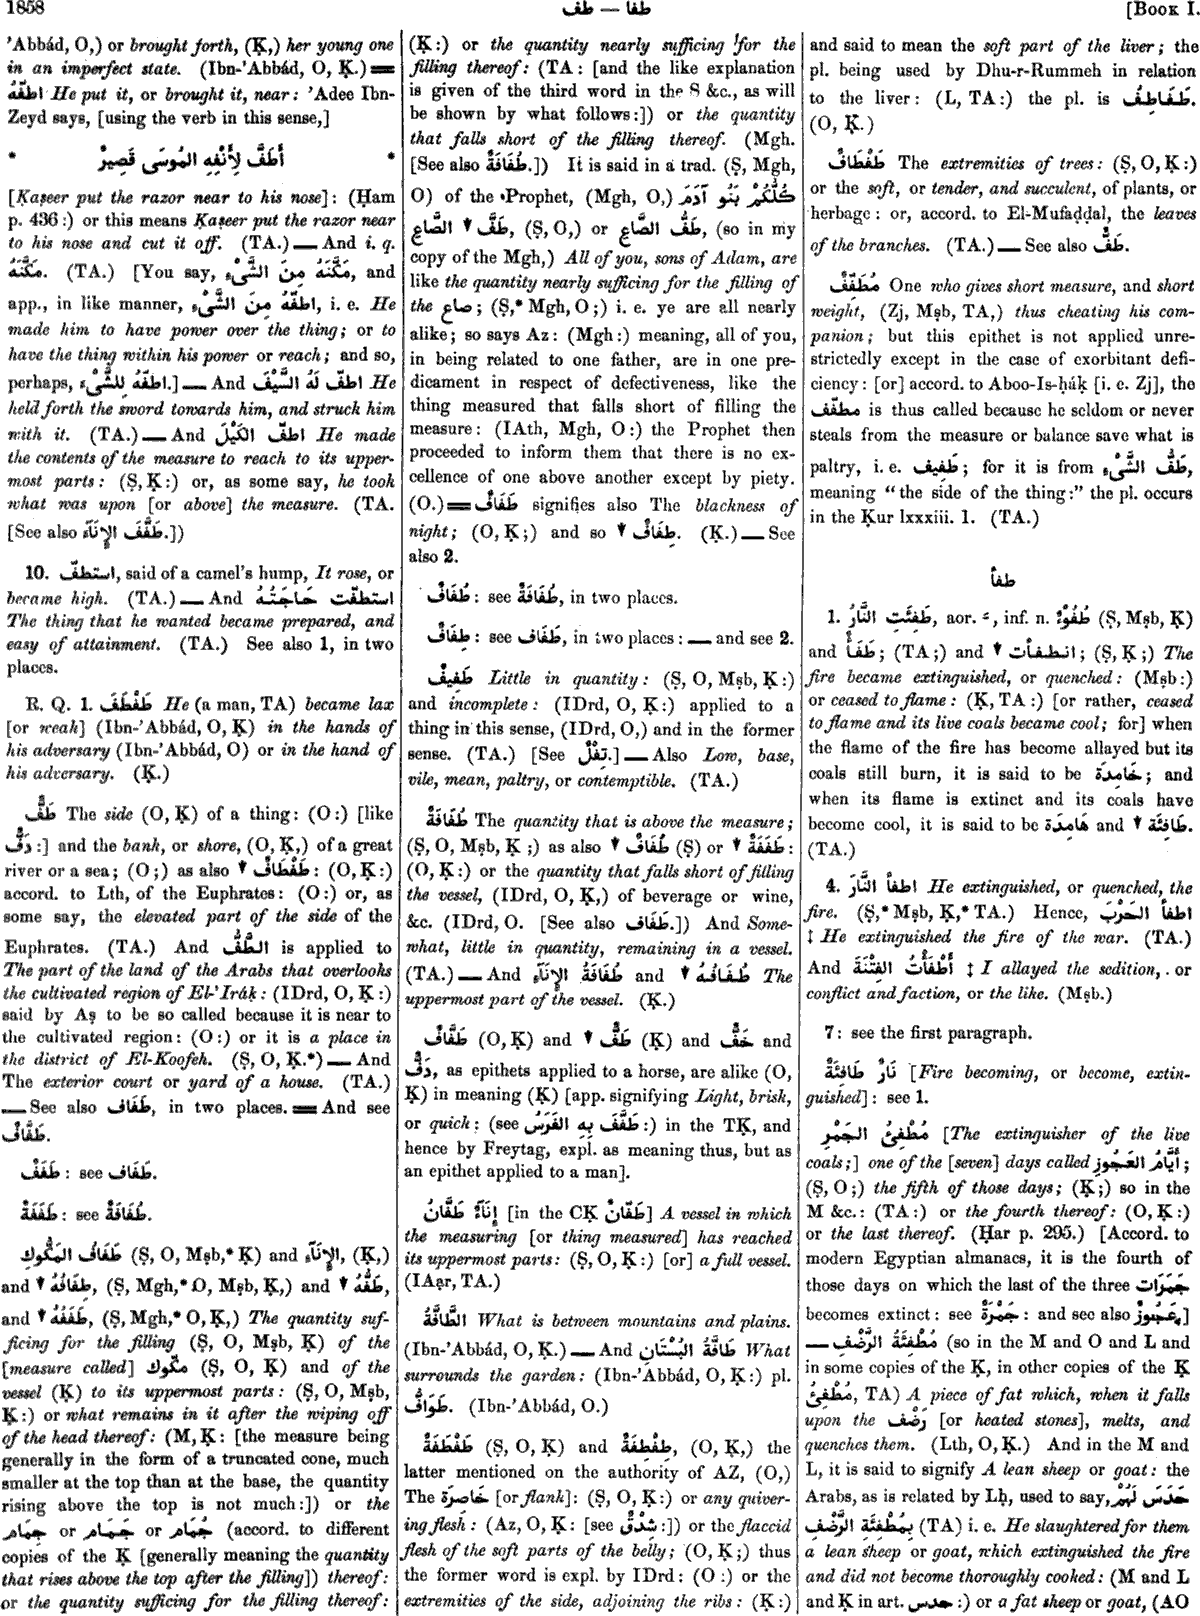 1858
طف — طفأ
[BOOK I.
'Abbád, O,) or brought forth, (Ḳ,) her young one
in an imperfect state. (Ibn-'Abbád, O, Ḳ.) ═
اطفّهُ He put it, or brought it, near: 'Adee Ibn-
Zeyd says, [using the verb in this sense,]
* أَطَفَّ لِأَنْفِهِ المُوسَى قَصِيرٌ *
[Ḳaṣeer put the razor near to his nose]: (Ḥam
p. 436:) or this means Ḳaṣeer put the razor near
to his nose and cut it off. (TA.) — And i. q.
مَكَّنَهُ. (TA.) [You say, مَكَّنَهُ مِنَ الشَّىْءِ, and
app., in like manner, اطفّهُ مِنَ الشَّىْءِ, i. e. He
made him to have power over the thing; or to
have the thing within his power or reach; and so,
perhaps, اطفّهُ لِلشَّىْءِ.] — And اطفّ لَهُ السَّيْفَ He
held forth the sword towards him, and struck him
with it. (TA.) — And اطفّ الكَيْلَ He made
the contents of the measure to reach to its upper-
most parts: (Ṣ, Ḳ:) or, as some say, he took
what was upon [or above] the measure. (TA.
[See also طَفَّفَ الإِنَآءَ.])
10. استطفّ, said of a camel's hump, It rose, or
became high. (TA.) — And استطفّت حَاجَتُهُ
The thing that he wanted became prepared, and
easy of attainment. (TA.) See also 1, in two
places.
R. Q. 1. طَفْطَفَ He (a man, TA) became lax
[or weak] (Ibn-'Abbád, O, Ḳ) in the hands of
his adversary (Ibn-'Abbád, O) or in the hand of
his adversary. (Ḳ.)
طَفٌّ The side (O, Ḳ) of a thing: (O:) [like
دَفٌّ:] and the bank, or shore, (O, Ḳ,) of a great
river or a sea; (O;) as also ▼ طَفْطَافٌ: (O, Ḳ:)
accord. to Lth, of the Euphrates: (O:) or, as
some say, the elevated part of the side of the
Euphrates. (TA.) And الطَّفُّ is applied to
The part of the land of the Arabs that overlooks
the cultivated region of El-'Iráḳ: (IDrd, O, Ḳ:)
said by Aṣ to be so called because it is near to
the cultivated region: (O:) or it is a place in
the district of El-Koofeh. (Ṣ, O, Ḳ.*) — And
The exterior court or yard of a house. (TA.)
— See also طَفَاف, in two places. ═ And see
طَفَّافٌ.
طَفَفٌ: see طَفَاف.
طَفَفَةٌ: see طُفَافَةٌ.
طَفَافُ المَكُّوكِ (Ṣ, O, Mṣb,* Ḳ) and الإِنَآءِ, (Ḳ,)
and ▼ طِفَافُهُ, (Ṣ, Mgh,* O, Mṣb, Ḳ,) and ▼ طَفُّهُ,
and ▼ طَفَفُهُ, (Ṣ, Mgh,* O, Ḳ,) The quantity suf-
ficing for the filling (Ṣ, O, Mṣb, Ḳ) of the
[measure called] مكّوك (Ṣ, O, Ḳ) and of the
vessel (Ḳ) to its uppermost parts: (Ṣ, O, Mṣb,
Ḳ:) or what remains in it after the wiping off
of the head thereof: (M, Ḳ: [the measure being
generally in the form of a truncated cone, much
smaller at the top than at the base, the quantity
rising above the top is not much:]) or the
جِمَام or جَمَام or جُمَام (accord. to different
copies of the Ḳ [generally meaning the quantity
that rises above the top after the filling]) thereof:
or the quantity sufficing for the filling thereof:
(Ḳ:) or the quantity nearly sufficing for the
filling thereof: (TA: [and the like explanation
is given of the third word in the S &c., as will
be shown by what follows:]) or the quantity
that falls short of the filling thereof. (Mgh.
[See also طُفَافَةٌ.]) It is said in a trad. (Ṣ, Mgh,
O) of the Prophet, (Mgh, O,) كُلُّكُمْ بَنُو آدَمَ
طَفَّ ▼ الصَّاعِ, (Ṣ, O,) or طَفُّ الصَّاعِ, (so in my
copy of the Mgh,) All of you, sons of Adam, are
like the quantity nearly sufficing for the filling of
the صاع; (Ṣ,* Mgh, O;) i. e. ye are all nearly
alike; so says Az: (Mgh:) meaning, all of you,
in being related to one father, are in one pre-
dicament in respect of defectiveness, like the
thing measured that falls short of filling the
measure: (IAth, Mgh, O:) the Prophet then
proceeded to inform them that there is no ex-
cellence of one above another except by piety.
(O.) ═ طَفَافٌ signifies also The blackness of
night; (O, Ḳ;) and so ▼ طِفَافٌ. (Ḳ.) — See
also 2.
طُفَافٌ: see طُفَافَةٌ, in two places.
طِفَافٌ: see طَفَاف, in two places: — and see 2.
طَفِيفٌ Little in quantity: (Ṣ, O, Mṣb, Ḳ:)
and incomplete: (IDrd, O, Ḳ:) applied to a
thing in this sense, (IDrd, O,) and in the former
sense. (TA.) [See تِفْلٌ.] — Also Low, base,
vile, mean, paltry, or contemptible. (TA.)
طُفَافَةٌ The quantity that is above the measure;
(Ṣ, O, Mṣb, Ḳ;) as also ▼ طُفَافٌ (Ṣ) or ▼ طَفَفَةٌ:
(O, Ḳ:) or the quantity that falls short of filling
the vessel, (IDrd, O, Ḳ,) of beverage or wine,
&c. (IDrd, O. [See also طَفَاف.]) And Some-
what, little in quantity, remaining in a vessel.
(TA.) — And طُفَافَةُ الإِنَآءِ and ▼ طُفَافُهُ The
uppermost part of the vessel. (Ḳ.)
طَفَّافٌ (O, Ḳ) and ▼ طَفٌّ (Ḳ) and خَفٌّ and
دَفٌّ, as epithets applied to a horse, are alike (O,
Ḳ) in meaning (Ḳ) [app. signifying Light, brisk,
or quick: (see طَفَّفَ بِهِ الفَرَسُ:) in the TḲ, and
hence by Freytag, expl. as meaning thus, but as
an epithet applied to a man].
إِنَآءٌ طَفَّانُ [in the CḲ طَفّانٌ] A vessel in which
the measuring [or thing measured] has reached
its uppermost parts: (Ṣ, O, Ḳ:) [or] a full vessel.
(IAạr, TA.)
الطَّافَّةُ What is between mountains and plains.
(Ibn-'Abbád, O, Ḳ.) — And طَافَّةُ البُسْتَانِ What
surrounds the garden: (Ibn-'Abbád, O, Ḳ:) pl.
طَوَافُّ. (Ibn-'Abbád, O.)
طَفْطَفَةٌ (Ṣ, O, Ḳ) and طِفْطِفَةٌ, (O, Ḳ,) the
latter mentioned on the authority of AZ, (O,)
The خَاصِرَة [or flank]: (Ṣ, O, Ḳ:) or any quiver-
ing flesh: (Az, O, Ḳ: [see شِدْقٌ:]) or the flaccid
flesh of the soft parts of the belly; (O, Ḳ;) thus
the former word is expl. by IDrd: (O:) or the
extremities of the side, adjoining the ribs: (Ḳ:)
and said to mean the soft part of the liver; the
pl. being used by Dhu-r-Rummeh in relation
to the liver: (L, TA:) the pl. is طَفَاطِفُ.
(O, Ḳ.)
طَفْطَافٌ The extremities of trees: (Ṣ, O, Ḳ:)
or the soft, or tender, and succulent, of plants, or
herbage: or, accord. to El-Mufaḍḍal, the leaves
of the branches. (TA.) — See also طَفٌّ.
مُطَفِّفٌ One who gives short measure, and short
weight, (Zj, Mṣb, TA,) thus cheating his com-
panion; but this epithet is not applied unre-
strictedly except in the case of exorbitant defi-
ciency: [or] accord. to Aboo-Is-ḥáḳ [i. e. Zj], the
مطفّف is thus called because he seldom or never
steals from the measure or balance save what is
paltry, i. e. طَفِيف; for it is from طَفُّ الشَّىْءِ,
meaning "the side of the thing:" the pl. occurs
in the Ḳur lxxxiii. 1. (TA.)
طفأ
1. طَفِئَتِ النَّارُ, aor. ـَ, inf. n. طُفُوْءٌ (Ṣ, Mṣb, Ḳ)
and طَفْأٌ; (TA;) and ▼ انطفأت; (Ṣ, Ḳ;) The
fire became extinguished, or quenched: (Mṣb:)
or ceased to flame: (Ḳ, TA:) [or rather, ceased
to flame and its live coals became cool; for] when
the flame of the fire has become allayed but its
coals still burn, it is said to be خَامِدَة; and
when its flame is extinct and its coals have
become cool, it is said to be هَامِدَة and ▼ طَافِئَة.
(TA.)
4. اطفأ النَّارَ He extinguished, or quenched, the
fire. (Ṣ,* Mṣb, Ḳ,* TA.) Hence, اطفأ الحَرْبَ
‡ He extinguished the fire of the war. (TA.)
And أَطْفَأْتُ الفِتْنَةَ ‡ I allayed the sedition, or
conflict and faction, or the like. (Mṣb.)
7: see the first paragraph.
نَارٌ طَافِئَةٌ [Fire becoming, or become, extin-
guished]: see 1.
مُطْفِئُ الجَمْرِ [The extinguisher of the live
coals;] one of the [seven] days called أَيَّامُ العَجُوزِ;
(Ṣ, O;) the fifth of those days; (Ḳ;) so in the
M &c.: (TA:) or the fourth thereof: (O, Ḳ:)
or the last thereof. (Ḥar p. 295.) [Accord. to
modern Egyptian almanacs, it is the fourth of
those days on which the last of the three جَمَرَات
becomes extinct: see جَمْرَةٌ: and see also عَجُوزٌ.]
— مُطْفِئَةُ الرَّضْفِ (so in the M and O and L and
in some copies of the Ḳ, in other copies of the Ḳ
مُطْفِئُ, TA) A piece of fat which, when it falls
upon the رَضْف [or heated stones], melts, and
quenches them. (Lth, O, Ḳ.) And in the M and
L, it is said to signify A lean sheep or goat: the
Arabs, as is related by Lḥ, used to say, حَدَسَ لَهُمْ
بِمُطْفِئَةِ الرَّضْفِ (TA) i. e. He slaughtered for them
a lean sheep or goat, which extinguished the fire
and did not become thoroughly cooked: (M and L
and Ḳ in art. حدس:) or a fat sheep or goat, (AO